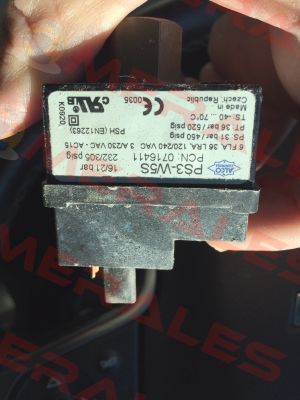 ALCO
CONTROLS
PS3-W5S
PCN: 0716411
16/21 bar 232/305 psig
6 FLA 36 LRA, 120/240 VAC 3 A/230 VAC - AC15
PS: 31 bar /450 psig PSH (EN12263)
PT: 36 bar / 520 psig
TS: -40 ... 70°C
Made in
Czech. Republic
CE 0035
K0920